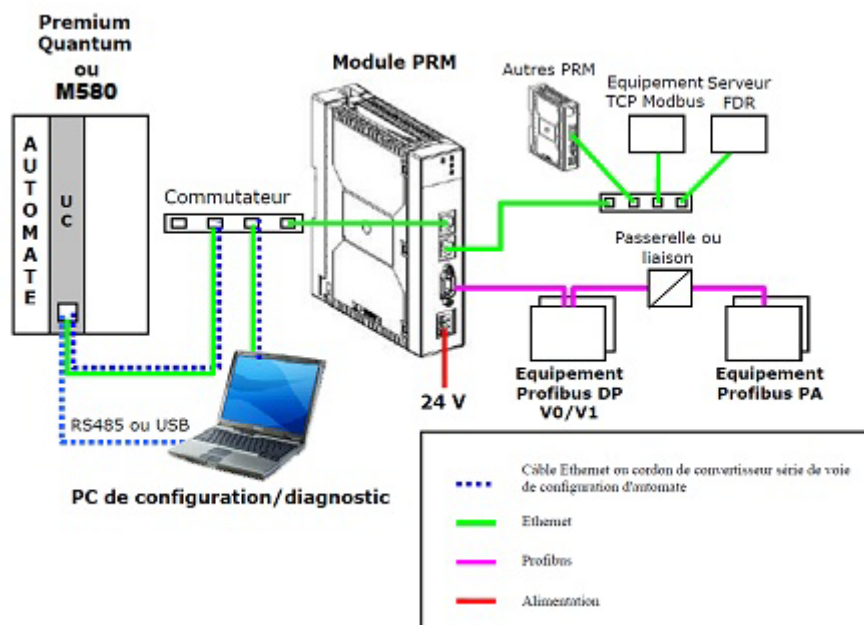 Premium
Quantum
ou
M580
AUTOMATE
UC
Commutateur
Module PRM
Autres PRM
Equipement
TCP Modbus
Serveur
FDR
Passerelle ou
liaison
Equipement
Profibus DP
V0/V1
Equipement
Profibus PA
24 V
RS485 ou USB
PC de configuration/diagnostic
Câble Ethernet ou cordon de convertisseur série de voie
de configuration d'automate
Ethernet
Profibus
Alimentation